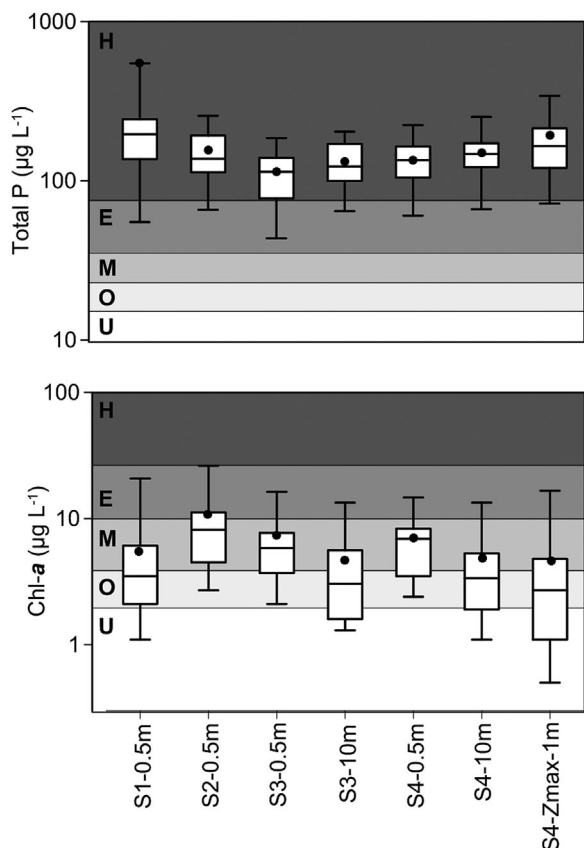 1000
H
100
E
M
O
U
10
Total P (µg L-1)
100
H
E
10
M
O
U
1
Chl-a (µg L-1)
S1-0.5m
S2-0.5m
S3-0.5m
S3-10m
S4-0.5m
S4-10m
S4-Zmax-1m